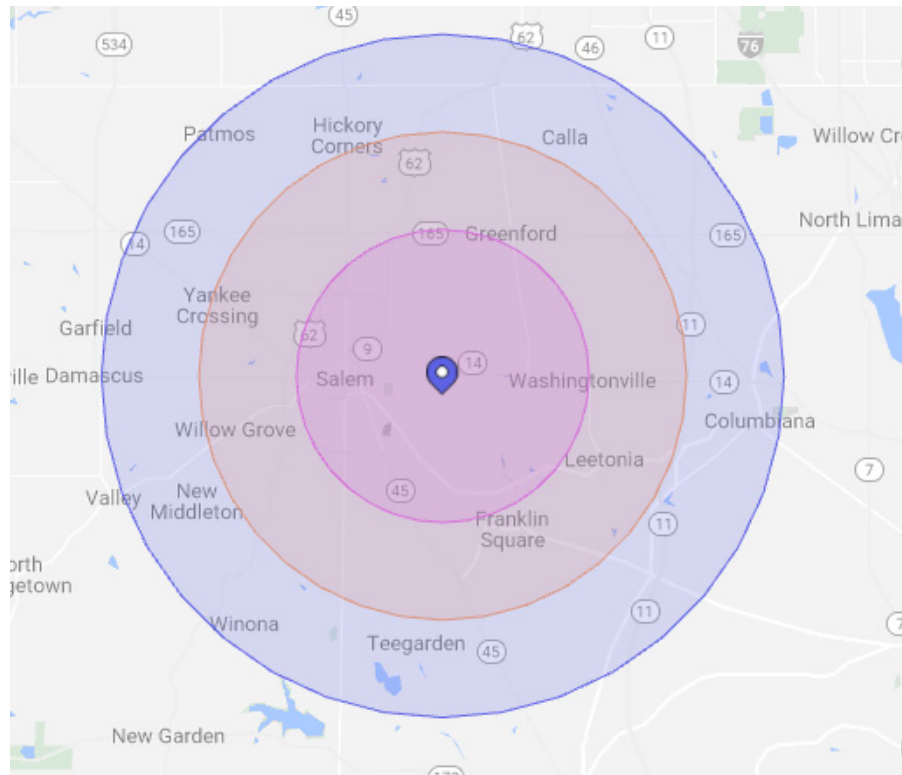 45
62
11
534
46
76
Patmos
Hickory
Corners
Calla
Willow Cr
62
North Lima
165
165
Greenford
165
14
Yankee
Crossing
11
Garfield
62
9
14
ville Damascus
Salem
Washingtonville
14
Columbiana
Willow Grove
Leetonia
7
45
Valley
New
Middleton
Franklin
Square
11
orth
getown
11
Winona
7
Teegarden
45
New Garden